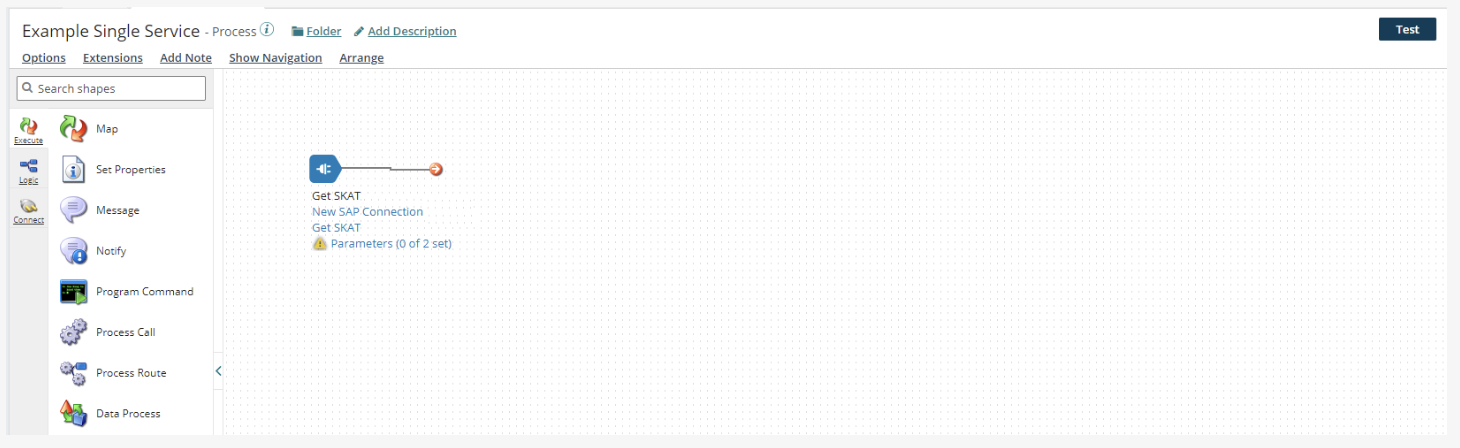 Example Single Service - Process i Folder Add Description
Test
Options Extensions Add Note Show Navigation Arrange
Search shapes
Execute
Logic
Connect
Map
Set Properties
Message
Notify
Program Command
Process Call
Process Route
Data Process
Get SKAT
New SAP Connection
Get SKAT
Parameters (0 of 2 set)